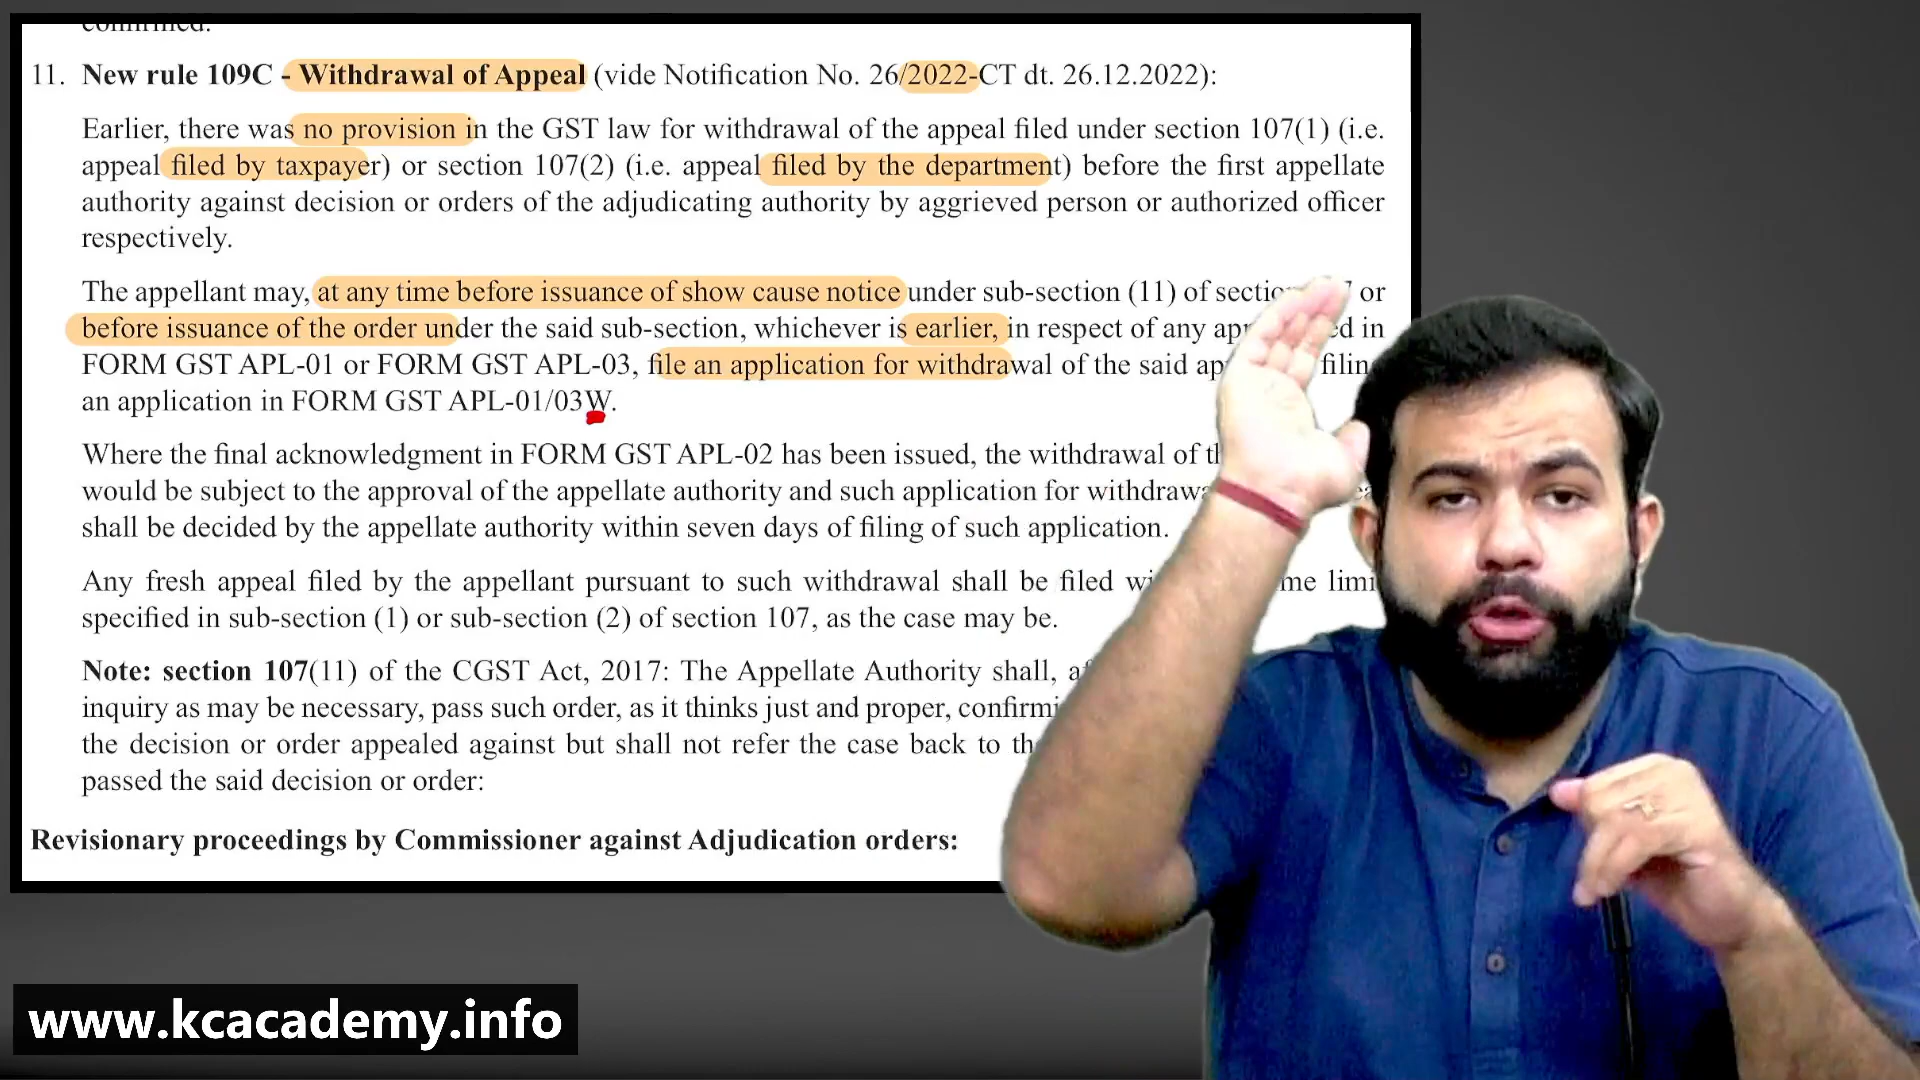 confirmed.
11. New rule 109C - Withdrawal of Appeal (vide Notification No. 26/2022-CT dt. 26.12.2022):
Earlier, there was no provision in the GST law for withdrawal of the appeal filed under section 107(1) (i.e.
appeal filed by taxpayer) or section 107(2) (i.e. appeal filed by the department) before the first appellate
authority against decision or orders of the adjudicating authority by aggrieved person or authorized officer
respectively.
The appellant may, at any time before issuance of show cause notice under sub-section (11) of or
before issuance of the order under the said sub-section, whichever is earlier, in respect of any in
FORM GST APL-01 or FORM GST APL-03, file an application for withdrawal of the said
an application in FORM GST APL-01/03W.
Where the final acknowledgment in FORM GST APL-02 has been issued, the withdrawal of
would be subject to the approval of the appellate authority and such application for
shall be decided by the appellate authority within seven days of filing of such application.
Any fresh appeal filed by the appellant pursuant to such withdrawal shall be filed
specified in sub-section (1) or sub-section (2) of section 107, as the case may be.
Note: section 107(11) of the CGST Act, 2017: The Appellate Authority shall,
inquiry as may be necessary, pass such order, as it thinks just and proper,
the decision or order appealed against but shall not refer the case back to
passed the said decision or order:
Revisionary proceedings by Commissioner against Adjudication orders:
www.kcacademy.info